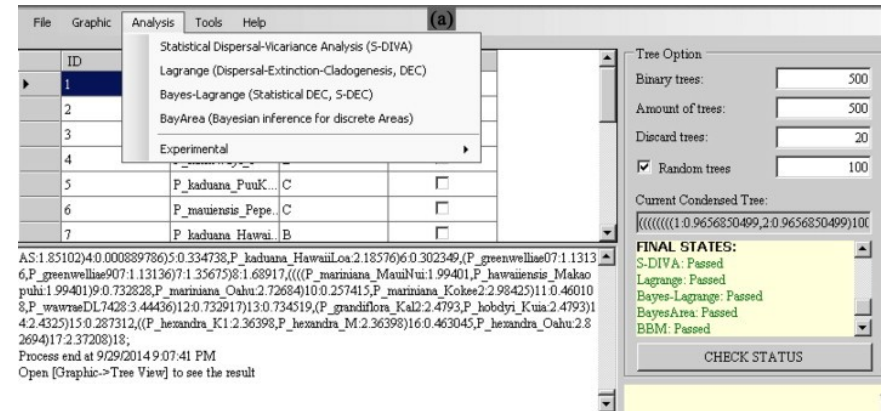 File Graphic Analysis Tools Help
(a)
Statistical Dispersal-Vicariance Analysis (S-DIVA)
Lagrange (Dispersal-Extinction-Cladogenesis, DEC)
Bayes-Lagrange (Statistical DEC, S-DEC)
BayArea (Bayesian inference for discrete Areas)
Experimental
ID
1
2
3
4
5 P_kaduana_PuuK... C
6 P_mauiensis_Pepe.. C
7 P_kaduana_Hawai.. B
AS:1.85102)4:0.000889786)5:0.334738,P_kaduana_HawaiiLoa:2.18576)6:0.302349,(P_greenwelliae07:1.1313
6,P_greenwelliae907:1.13136)7:1.35675)8:1.68917,((((P_mariniana_MauiNui:1.99401,P_hawaiiensis_Makao
puhi:1.99401)9:0.732828,P_mariniana_Oahu:2.72684)10:0.257415,P_mariniana_Kokee2:2.98425)11:0.46010
8,P_wawraeDL7428:3.44436)12:0.732917)13:0.734519,(P_grandiflora_Kal2:2.4793,P_hobdyi_Kuia:2.4793)1
4:2.4325)15:0.287312,((P_hexandra_K1:2.36398,P_hexandra_M:2.36398)16:0.463045,P_hexandra_Oahu:2.8
2694)17:2.37208)18;
Process end at 9/29/2014 9:07:41 PM
Open [Graphic->Tree View] to see the result
Tree Option
Binary trees: 500
Amount of trees: 500
Discard trees: 20
Random trees 100
Current Condensed Tree:
((((((((1:0.9656850499,2:0.9656850499)100
FINAL STATES:
S-DIVA: Passed
Lagrange: Passed
Bayes-Lagrange: Passed
BayesArea: Passed
BBM: Passed
CHECK STATUS